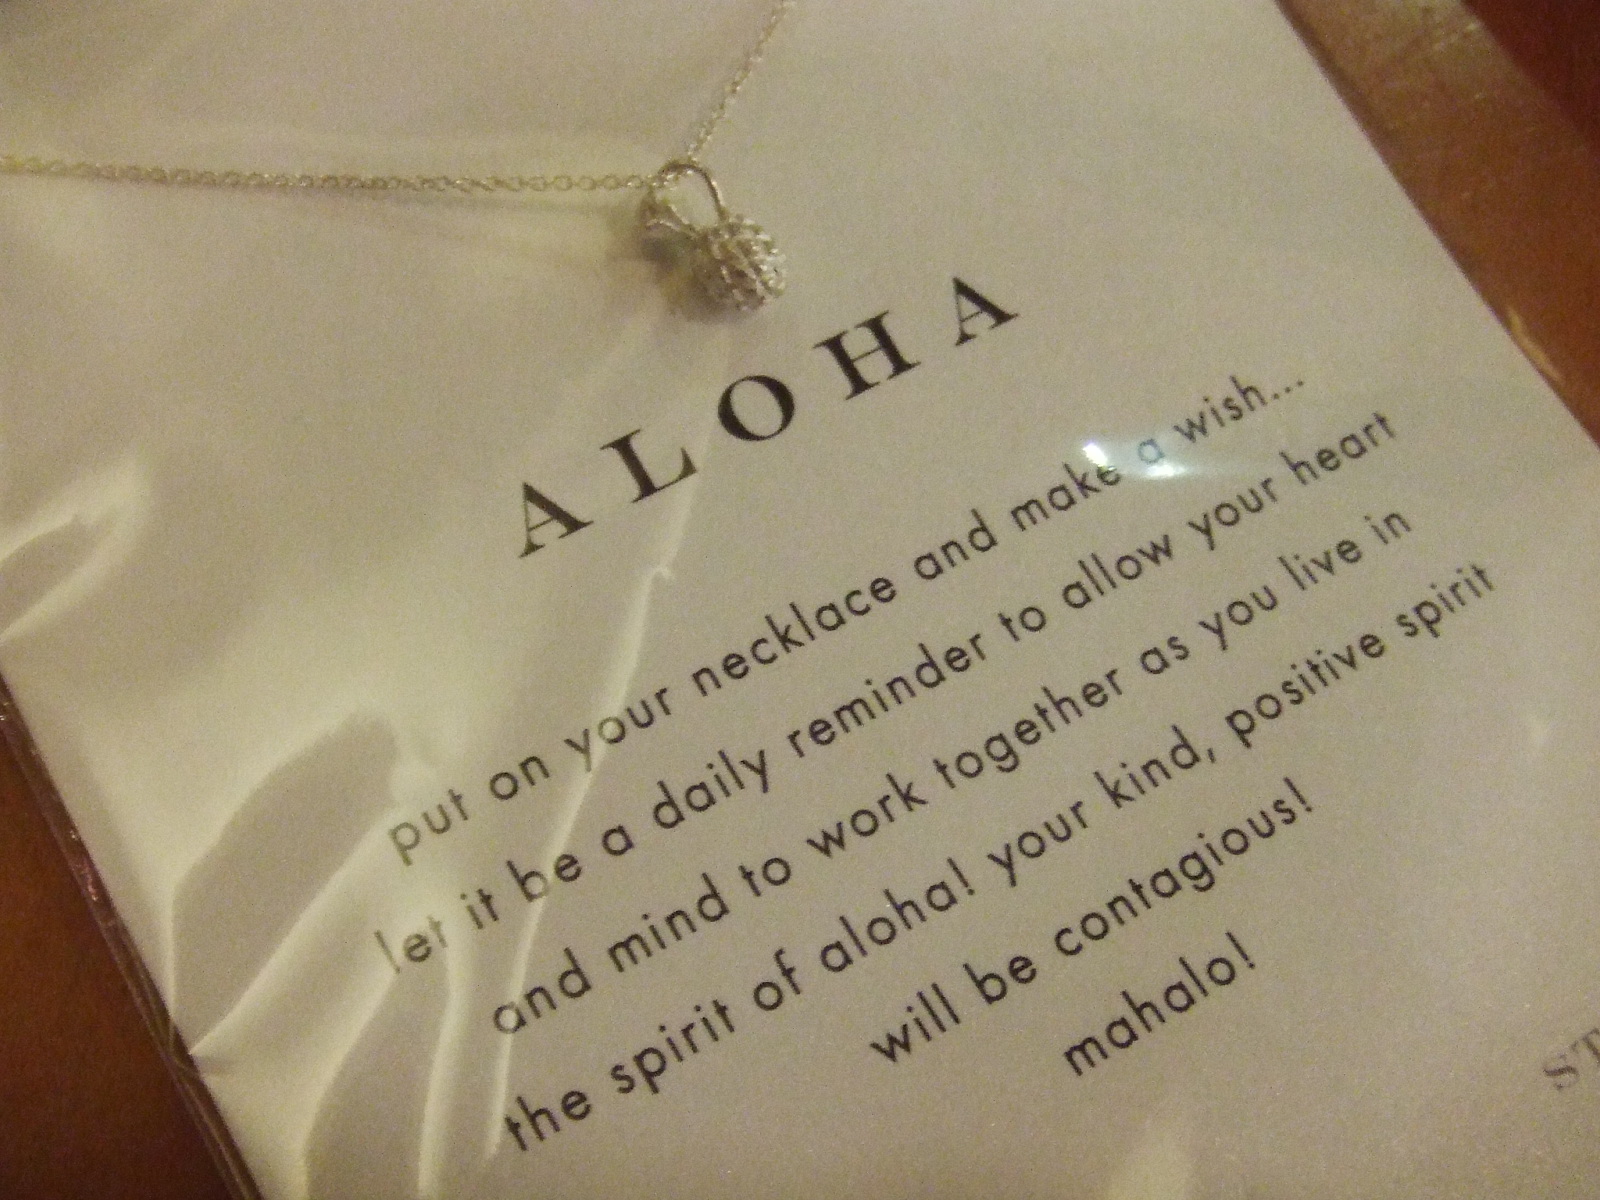 ALOHA
put on your necklace and make a wish...
let it be a daily reminder to allow your heart
and mind to work together as you live in
the spirit of aloha! your kind, positive spirit
will be contagious!
mahalo!
ST